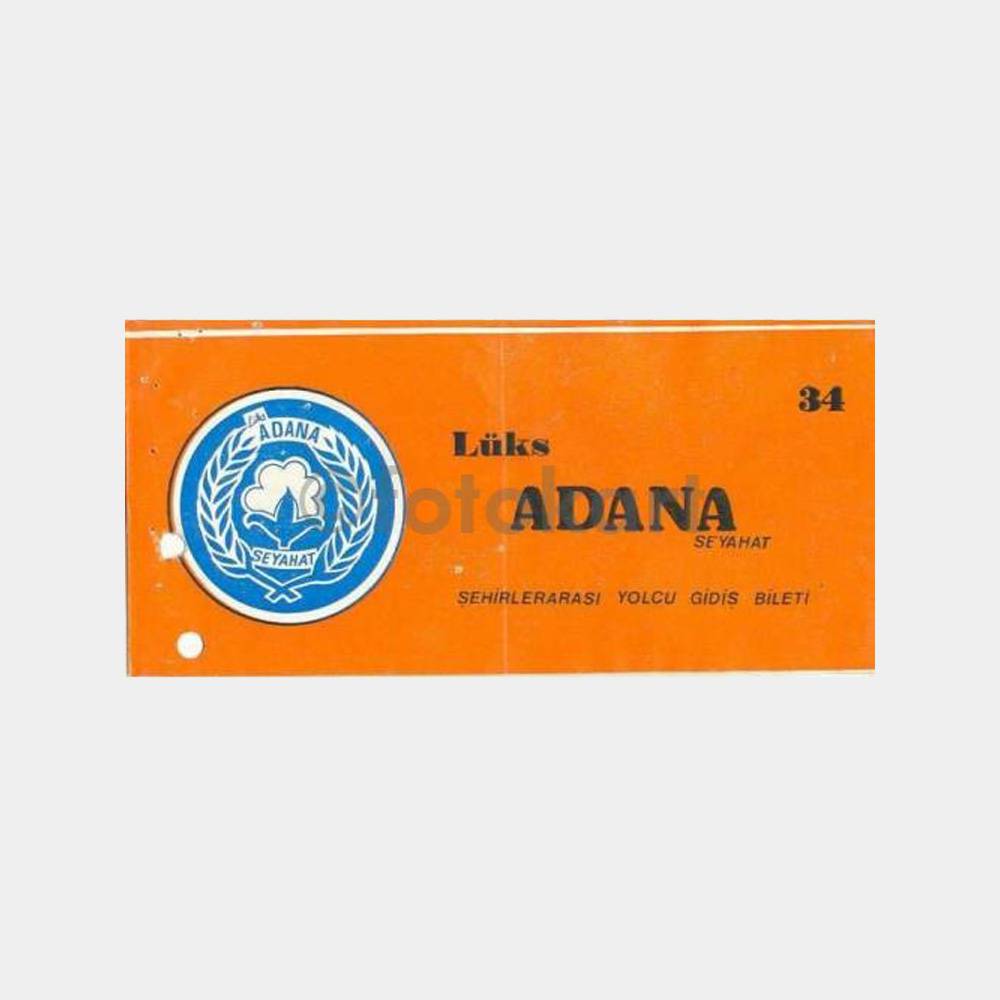 34
Lüks
ADANA
SEYAHAT
ŞEHİRLERARASI YOLCU GİDİŞ BİLETİ
Lüks
ADANA
SEYAHAT